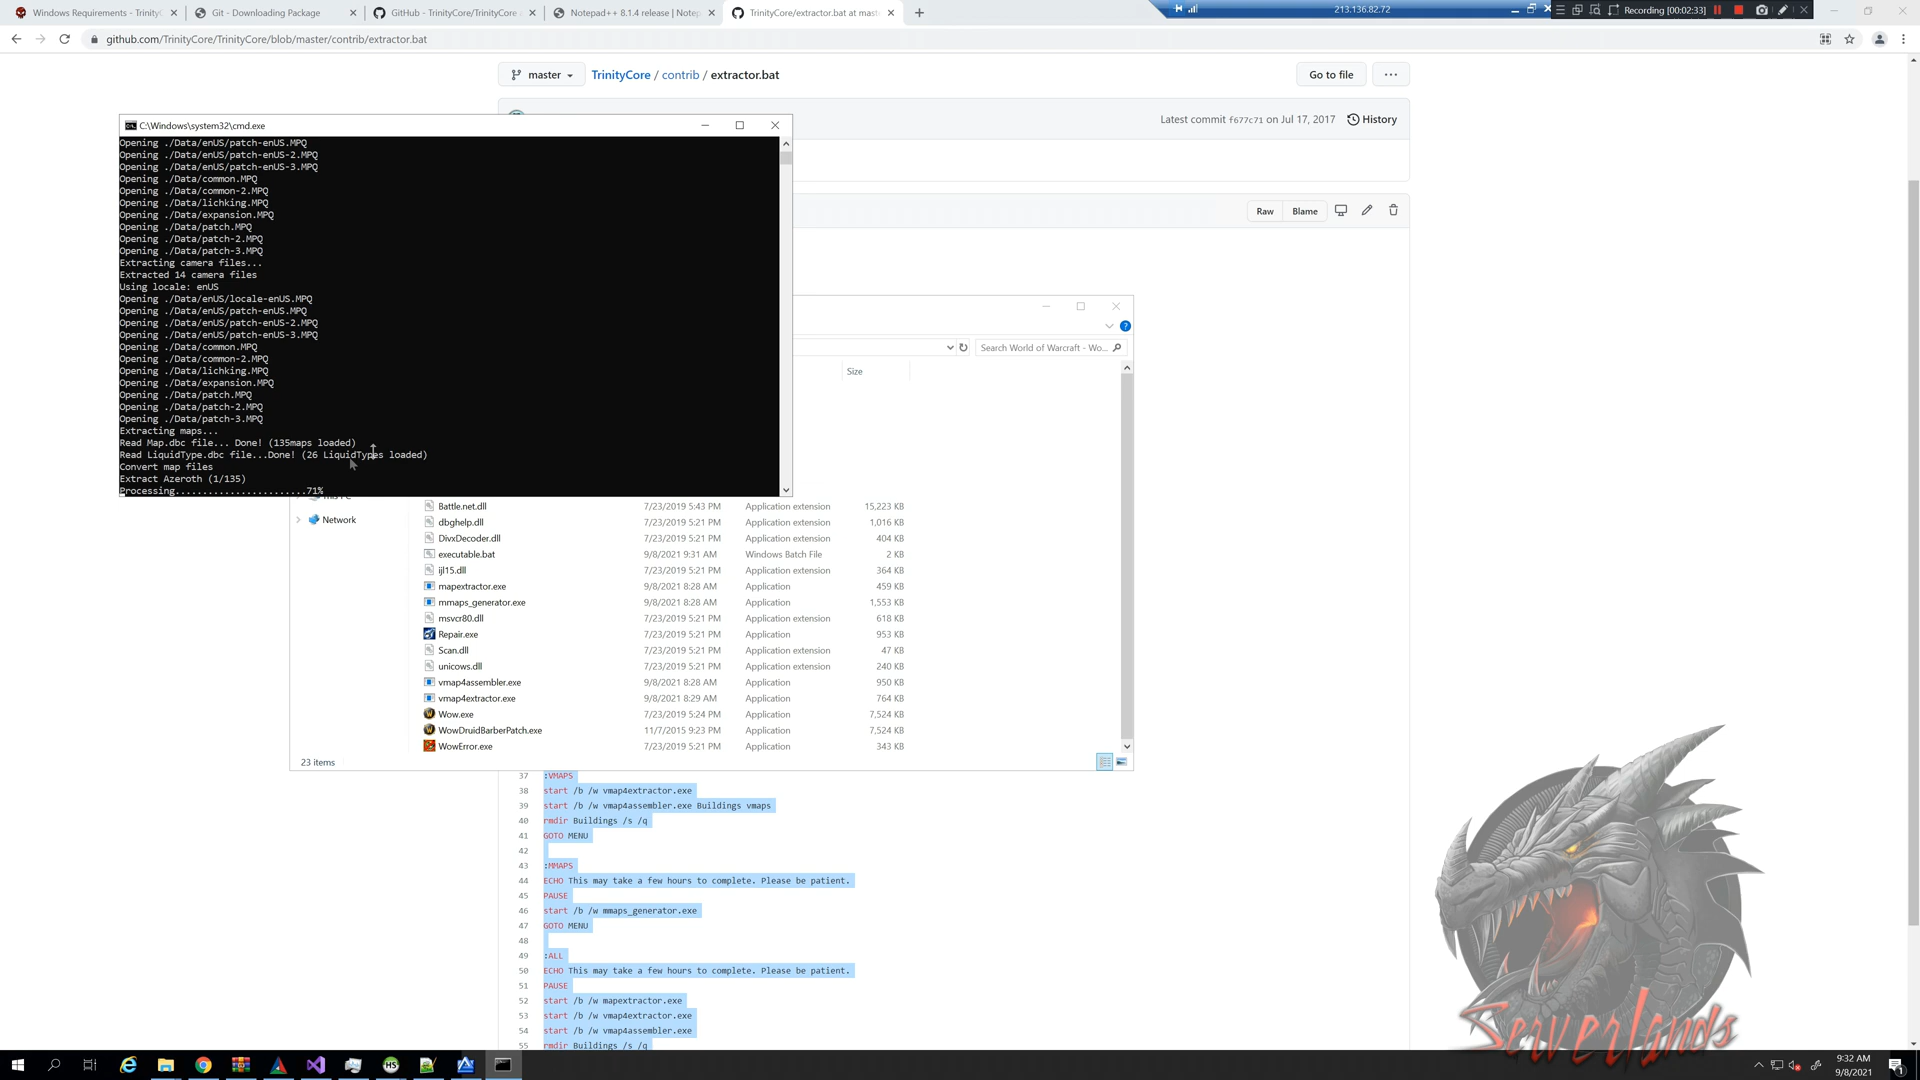 Windows Requirements - Trinity
Git - Downloading Package
GitHub - TrinityCore/TrinityCore
Notepad++ 8.1.4 release | Notep
TrinityCore/extractor.bat at mast
213.136.82.72
Recording [00:02:33]
github.com/TrinityCore/TrinityCore/blob/master/contrib/extractor.bat
master
TrinityCore / contrib / extractor.bat
Go to file
Latest commit f677c71 on Jul 17, 2017
History
Raw
Blame
C:\Windows\system32\cmd.exe
Opening ./Data/enUS/patch-enUS.MPQ
Opening ./Data/enUS/patch-enUS-2.MPQ
Opening ./Data/enUS/patch-enUS-3.MPQ
Opening ./Data/common.MPQ
Opening ./Data/common-2.MPQ
Opening ./Data/lichking.MPQ
Opening ./Data/expansion.MPQ
Opening ./Data/patch.MPQ
Opening ./Data/patch-2.MPQ
Opening ./Data/patch-3.MPQ
Extracting camera files...
Extracted 14 camera files
Using locale: enUS
Opening ./Data/enUS/locale-enUS.MPQ
Opening ./Data/enUS/patch-enUS.MPQ
Opening ./Data/enUS/patch-enUS-2.MPQ
Opening ./Data/enUS/patch-enUS-3.MPQ
Opening ./Data/common.MPQ
Opening ./Data/common-2.MPQ
Opening ./Data/lichking.MPQ
Opening ./Data/expansion.MPQ
Opening ./Data/patch.MPQ
Opening ./Data/patch-2.MPQ
Opening ./Data/patch-3.MPQ
Extracting maps...
Read Map.dbc file... Done! (135maps loaded)
Read LiquidType.dbc file...Done! (26 LiquidTypes loaded)
Convert map files
Extract Azeroth (1/135)
Processing........................71%
Search World of Warcraft - Wo...
Size
Network
Battle.net.dll 7/23/2019 5:43 PM Application extension 15,223 KB
dbghelp.dll 7/23/2019 5:21 PM Application extension 1,016 KB
DivxDecoder.dll 7/23/2019 5:21 PM Application extension 404 KB
executable.bat 9/8/2021 9:31 AM Windows Batch File 2 KB
ijl15.dll 7/23/2019 5:21 PM Application extension 364 KB
mapextractor.exe 9/8/2021 8:28 AM Application 459 KB
mmaps_generator.exe 9/8/2021 8:28 AM Application 1,553 KB
msvcr80.dll 7/23/2019 5:21 PM Application extension 618 KB
Repair.exe 7/23/2019 5:21 PM Application 953 KB
Scan.dll 7/23/2019 5:21 PM Application extension 47 KB
unicows.dll 7/23/2019 5:21 PM Application extension 240 KB
vmap4assembler.exe 9/8/2021 8:28 AM Application 950 KB
vmap4extractor.exe 9/8/2021 8:29 AM Application 764 KB
Wow.exe 7/23/2019 5:24 PM Application 7,524 KB
WowDruidBarberPatch.exe 11/7/2015 9:23 PM Application 7,524 KB
WowError.exe 7/23/2019 5:21 PM Application 343 KB
23 items
37 :VMAPS
38 start /b /w vmap4extractor.exe
39 start /b /w vmap4assembler.exe Buildings vmaps
40 rmdir Buildings /s /q
41 GOTO MENU
42
43 :MMAPS
44 ECHO This may take a few hours to complete. Please be patient.
45 PAUSE
46 start /b /w mmaps_generator.exe
47 GOTO MENU
48
49 :ALL
50 ECHO This may take a few hours to complete. Please be patient.
51 PAUSE
52 start /b /w mapextractor.exe
53 start /b /w vmap4extractor.exe
54 start /b /w vmap4assembler.exe
55 rmdir Buildings /s /q
Serverlands
9:32 AM
9/8/2021